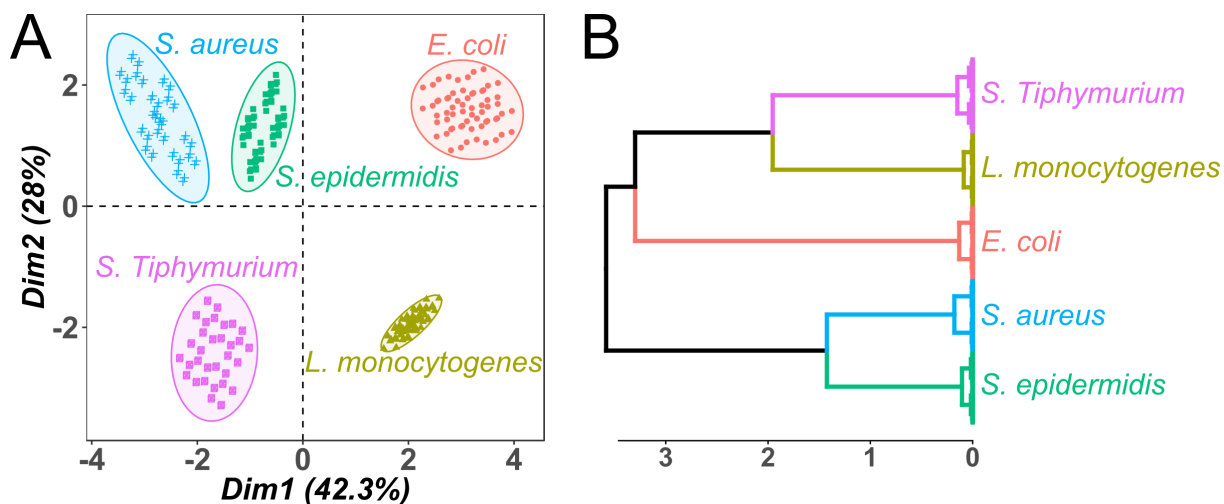 A
S. aureus
E. coli
S. epidermidis
S. Tiphymurium
L. monocytogenes
2
0
-2
Dim2 (28%)
-4 -2 0 2 4
Dim1 (42.3%)
B
S. Tiphymurium
L. monocytogenes
E. coli
S. aureus
S. epidermidis
3 2 1 0